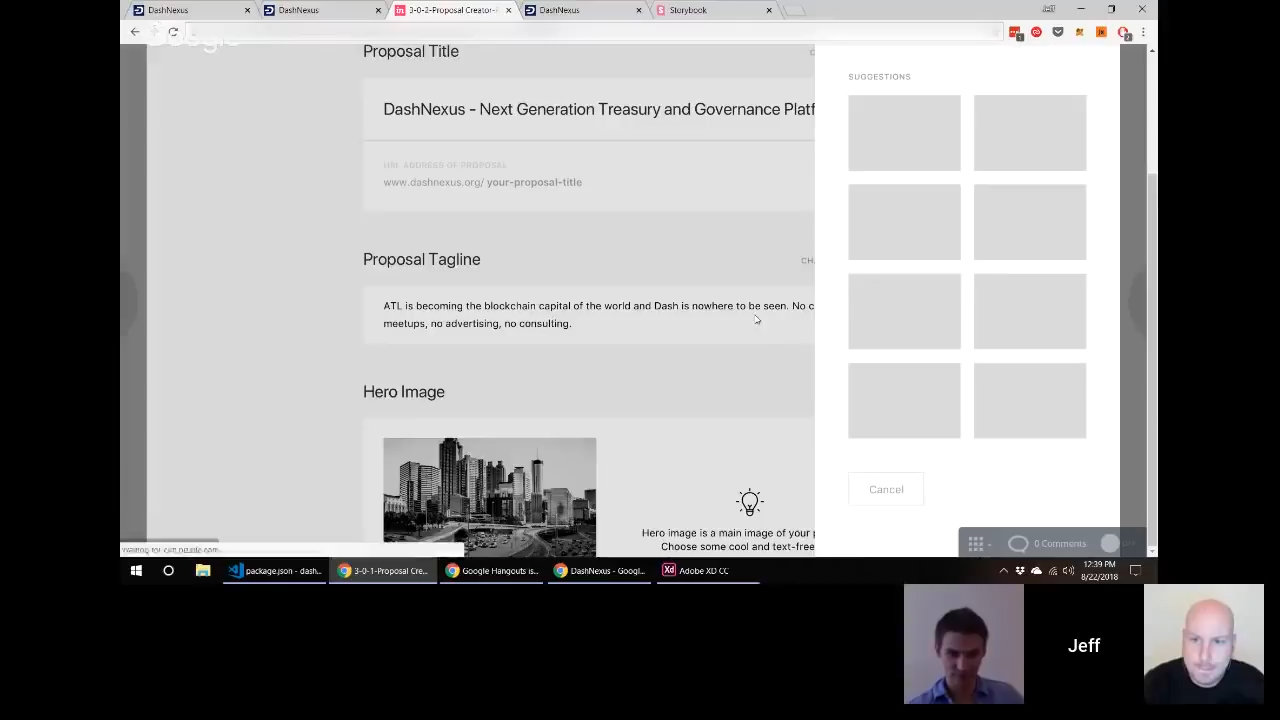 DashNexus
DashNexus
3-0-2-Proposal Creator-
DashNexus
Storybook
Jeff
Google
Proposal Title
SUGGESTIONS
DashNexus - Next Generation Treasury and Governance Platf
URL ADDRESS OF PROPOSAL
www.dashnexus.org/ your-proposal-title
Proposal Tagline
CHA
ATL is becoming the blockchain capital of the world and Dash is nowhere to be seen. No c
meetups, no advertising, no consulting.
Hero Image
Cancel
Hero image is a main image of your p
Choose some cool and text-free
0 Comments
package.json - dash...
3-0-1-Proposal Cre...
Google Hangouts is...
DashNexus - Googl...
Xd
Adobe XD CC
12:39 PM
8/22/2018
Jeff